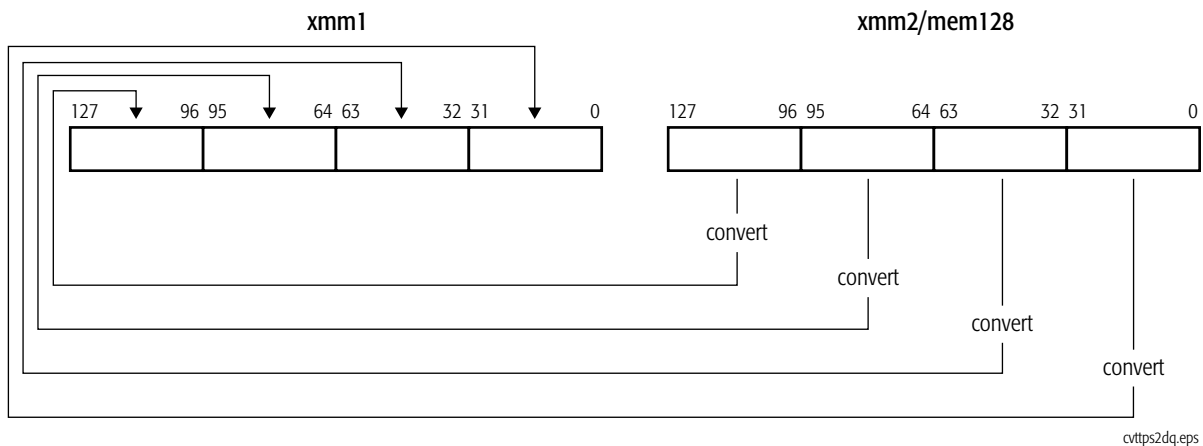 xmm1 xmm2/mem128
127 96 95 64 63 32 31 0 127 96 95 64 63 32 31 0
convert
convert
convert
convert
cvttps2dq.eps